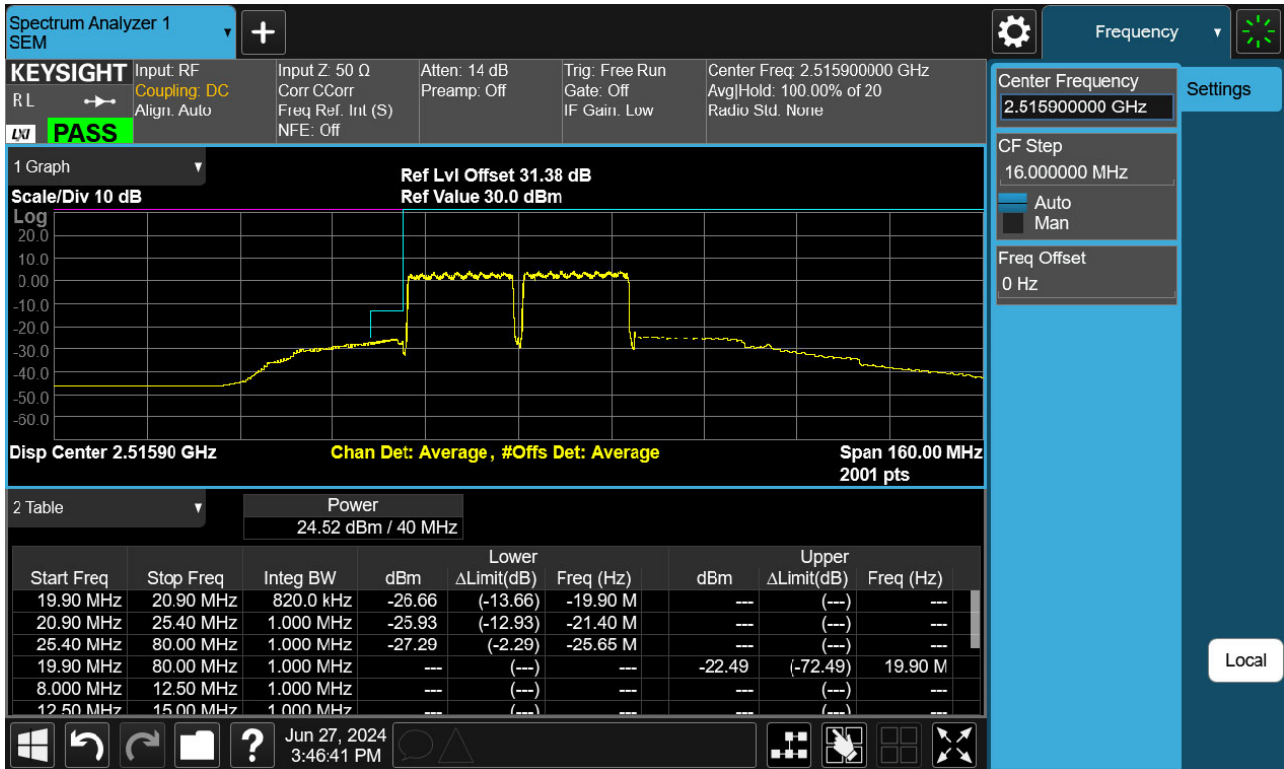 Spectrum Analyzer 1
SEM
Frequency
KEYSIGHT
R L
LXI PASS
Input: RF
Coupling: DC
Align: Auto
Input Z: 50 Ω
Corr CCorr
Freq Ref: Int (S)
NFE: Off
Atten: 14 dB
Preamp: Off
Trig: Free Run
Gate: Off
IF Gain: Low
Center Freq: 2.515900000 GHz
Avg|Hold: 100.00% of 20
Radio Std: None
Center Frequency
2.515900000 GHz
Settings
CF Step
16.000000 MHz
Auto
Man
Freq Offset
0 Hz
Local
1 Graph
Scale/Div 10 dB
Ref Lvl Offset 31.38 dB
Ref Value 30.0 dBm
Log
20.0
10.0
0.00
-10.0
-20.0
-30.0
-40.0
-50.0
-60.0
Disp Center 2.51590 GHz
Chan Det: Average, #Offs Det: Average
Span 160.00 MHz
2001 pts
2 Table
Power
24.52 dBm / 40 MHz
Lower Upper
Start Freq Stop Freq Integ BW dBm ΔLimit(dB) Freq (Hz) dBm ΔLimit(dB) Freq (Hz)
19.90 MHz 20.90 MHz 820.0 kHz -26.66 (-13.66) -19.90 M --- (---) ---
20.90 MHz 25.40 MHz 1.000 MHz -25.93 (-12.93) -21.40 M --- (---) ---
25.40 MHz 80.00 MHz 1.000 MHz -27.29 (-2.29) -25.65 M --- (---) ---
19.90 MHz 80.00 MHz 1.000 MHz --- (---) --- -22.49 (-72.49) 19.90 M
8.000 MHz 12.50 MHz 1.000 MHz --- (---) --- --- (---) ---
12.50 MHz 15.00 MHz 1.000 MHz --- (---) --- --- (---) ---
Jun 27, 2024
3:46:41 PM